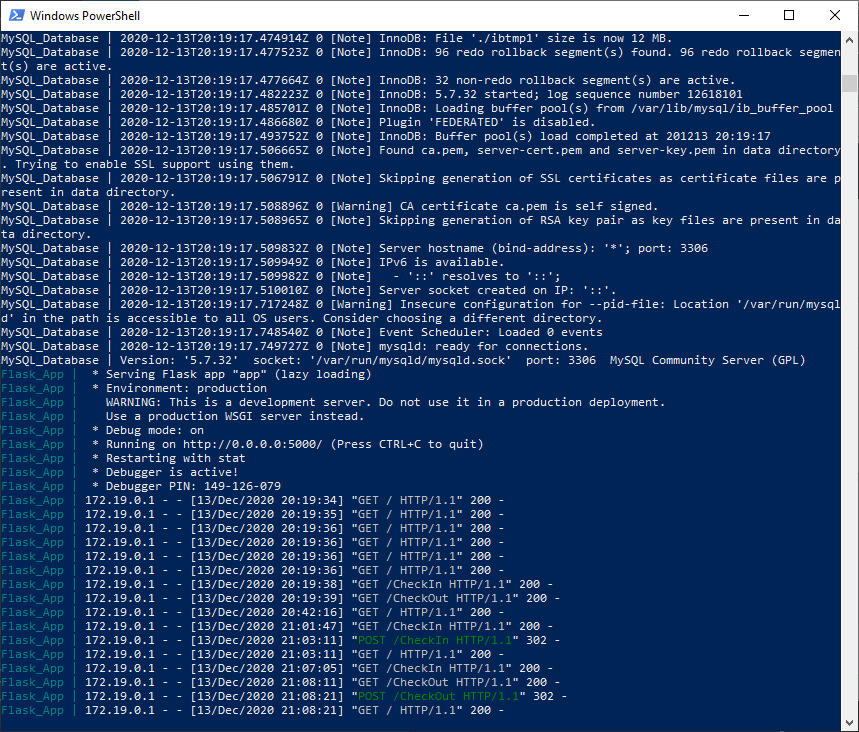 Windows PowerShell
MySQL_Database | 2020-12-13T20:19:17.474914Z 0 [Note] InnoDB: File './ibtmp1' size is now 12 MB.
MySQL_Database | 2020-12-13T20:19:17.477523Z 0 [Note] InnoDB: 96 redo rollback segment(s) found. 96 redo rollback segmen
t(s) are active.
MySQL_Database | 2020-12-13T20:19:17.477664Z 0 [Note] InnoDB: 32 non-redo rollback segment(s) are active.
MySQL_Database | 2020-12-13T20:19:17.482223Z 0 [Note] InnoDB: 5.7.32 started; log sequence number 12618101
MySQL_Database | 2020-12-13T20:19:17.485701Z 0 [Note] InnoDB: Loading buffer pool(s) from /var/lib/mysql/ib_buffer_pool
MySQL_Database | 2020-12-13T20:19:17.486680Z 0 [Note] Plugin 'FEDERATED' is disabled.
MySQL_Database | 2020-12-13T20:19:17.493752Z 0 [Note] InnoDB: Buffer pool(s) load completed at 201213 20:19:17
MySQL_Database | 2020-12-13T20:19:17.506665Z 0 [Note] Found ca.pem, server-cert.pem and server-key.pem in data directory
. Trying to enable SSL support using them.
MySQL_Database | 2020-12-13T20:19:17.506791Z 0 [Note] Skipping generation of SSL certificates as certificate files are p
resent in data directory.
MySQL_Database | 2020-12-13T20:19:17.508896Z 0 [Warning] CA certificate ca.pem is self signed.
MySQL_Database | 2020-12-13T20:19:17.508965Z 0 [Note] Skipping generation of RSA key pair as key files are present in da
ta directory.
MySQL_Database | 2020-12-13T20:19:17.509832Z 0 [Note] Server hostname (bind-address): '*'; port: 3306
MySQL_Database | 2020-12-13T20:19:17.509949Z 0 [Note] IPv6 is available.
MySQL_Database | 2020-12-13T20:19:17.509982Z 0 [Note]   - '::' resolves to '::';
MySQL_Database | 2020-12-13T20:19:17.510010Z 0 [Note] Server socket created on IP: '::'.
MySQL_Database | 2020-12-13T20:19:17.717248Z 0 [Warning] Insecure configuration for --pid-file: Location '/var/run/mysql
d' in the path is accessible to all OS users. Consider choosing a different directory.
MySQL_Database | 2020-12-13T20:19:17.748540Z 0 [Note] Event Scheduler: Loaded 0 events
MySQL_Database | 2020-12-13T20:19:17.749727Z 0 [Note] mysqld: ready for connections.
MySQL_Database | Version: '5.7.32'  socket: '/var/run/mysqld/mysqld.sock'  port: 3306  MySQL Community Server (GPL)
Flask_App |  * Serving Flask app "app" (lazy loading)
Flask_App |  * Environment: production
Flask_App |    WARNING: This is a development server. Do not use it in a production deployment.
Flask_App |    Use a production WSGI server instead.
Flask_App |  * Debug mode: on
Flask_App |  * Running on http://0.0.0.0:5000/ (Press CTRL+C to quit)
Flask_App |  * Restarting with stat
Flask_App |  * Debugger is active!
Flask_App |  * Debugger PIN: 149-126-079
Flask_App | 172.19.0.1 - - [13/Dec/2020 20:19:34] "GET / HTTP/1.1" 200 -
Flask_App | 172.19.0.1 - - [13/Dec/2020 20:19:35] "GET / HTTP/1.1" 200 -
Flask_App | 172.19.0.1 - - [13/Dec/2020 20:19:36] "GET / HTTP/1.1" 200 -
Flask_App | 172.19.0.1 - - [13/Dec/2020 20:19:36] "GET / HTTP/1.1" 200 -
Flask_App | 172.19.0.1 - - [13/Dec/2020 20:19:36] "GET / HTTP/1.1" 200 -
Flask_App | 172.19.0.1 - - [13/Dec/2020 20:19:36] "GET / HTTP/1.1" 200 -
Flask_App | 172.19.0.1 - - [13/Dec/2020 20:19:38] "GET /CheckIn HTTP/1.1" 200 -
Flask_App | 172.19.0.1 - - [13/Dec/2020 20:19:39] "GET /CheckOut HTTP/1.1" 200 -
Flask_App | 172.19.0.1 - - [13/Dec/2020 20:42:16] "GET / HTTP/1.1" 200 -
Flask_App | 172.19.0.1 - - [13/Dec/2020 21:01:47] "GET /CheckIn HTTP/1.1" 200 -
Flask_App | 172.19.0.1 - - [13/Dec/2020 21:03:11] "POST /CheckIn HTTP/1.1" 302 -
Flask_App | 172.19.0.1 - - [13/Dec/2020 21:03:11] "GET / HTTP/1.1" 200 -
Flask_App | 172.19.0.1 - - [13/Dec/2020 21:07:05] "GET /CheckIn HTTP/1.1" 200 -
Flask_App | 172.19.0.1 - - [13/Dec/2020 21:08:11] "GET /CheckOut HTTP/1.1" 200 -
Flask_App | 172.19.0.1 - - [13/Dec/2020 21:08:21] "POST /CheckOut HTTP/1.1" 302 -
Flask_App | 172.19.0.1 - - [13/Dec/2020 21:08:21] "GET / HTTP/1.1" 200 -